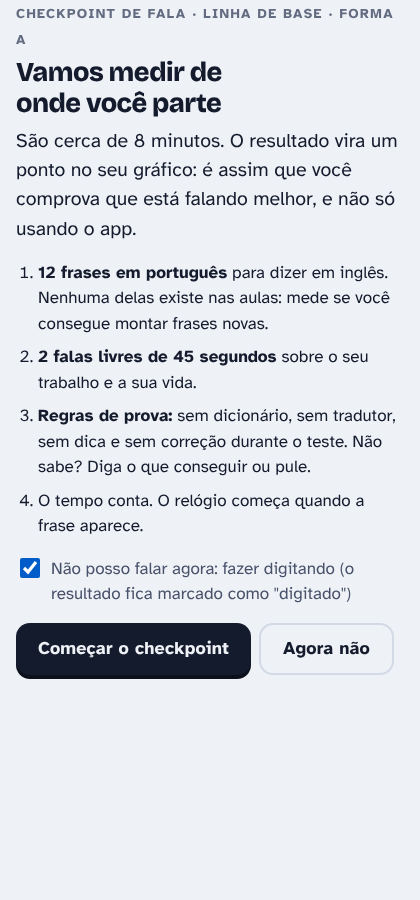 CHECKPOINT DE FALA · LINHA DE BASE · FORMA
A
Vamos medir de
onde você parte
São cerca de 8 minutos. O resultado vira um
ponto no seu gráfico: é assim que você
comprova que está falando melhor, e não só
usando o app.
1. 12 frases em português para dizer em inglês.
Nenhuma delas existe nas aulas: mede se você
consegue montar frases novas.
2. 2 falas livres de 45 segundos sobre o seu
trabalho e a sua vida.
3. Regras de prova: sem dicionário, sem tradutor,
sem dica e sem correção durante o teste. Não
sabe? Diga o que conseguir ou pule.
4. O tempo conta. O relógio começa quando a
frase aparece.
Não posso falar agora: fazer digitando (o
resultado fica marcado como "digitado")
Começar o checkpoint
Agora não